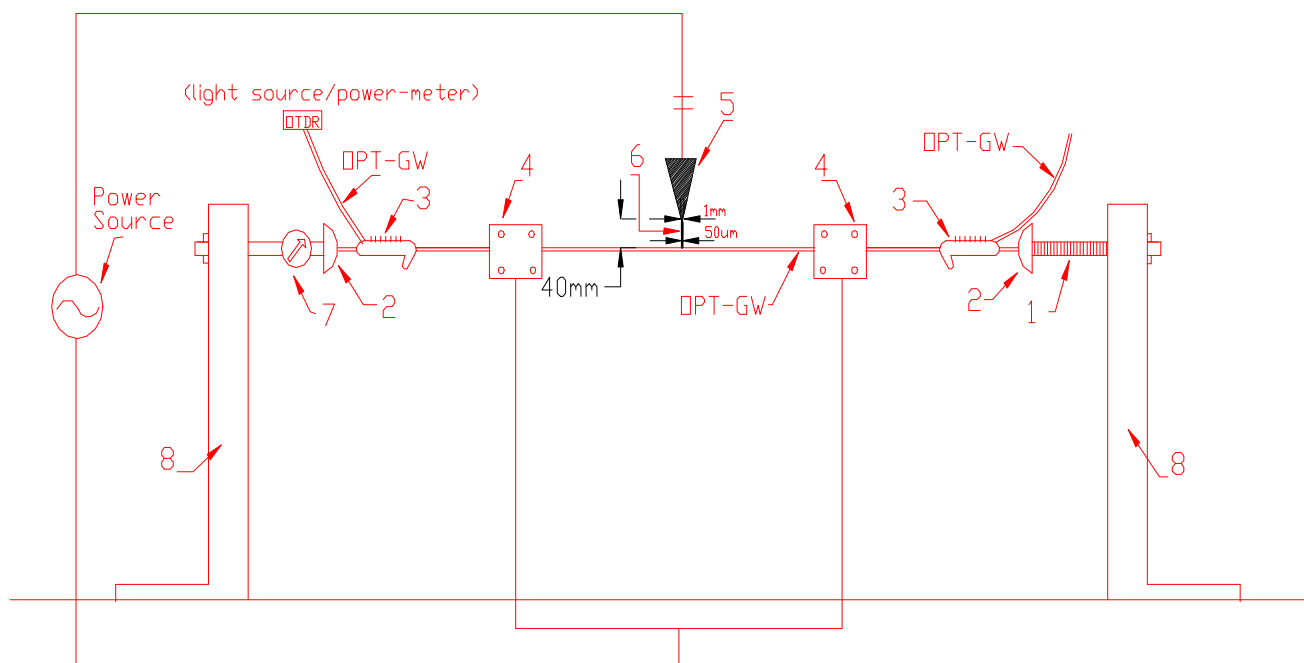 (light source/power-meter)
OTDR
OPT-GW
Power
Source
3
4
6
5
1mm
50um
40mm
4
3
OPT-GW
OPT-GW
7
2
2
1
8
8